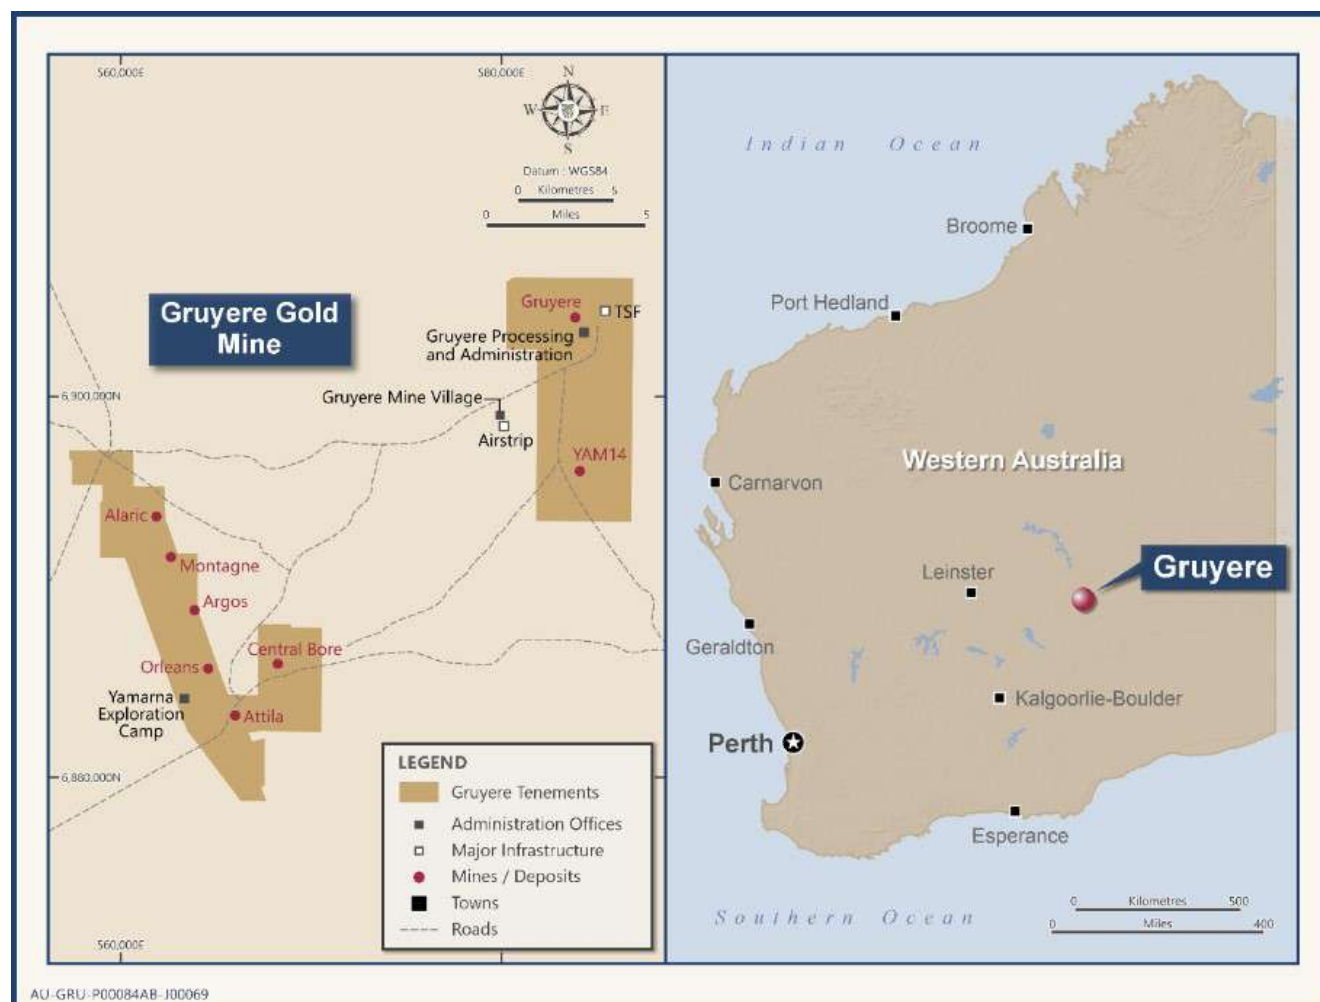 560,000E
580,000E
N
W
E
S
Datum : WGS84
0 Kilometres 5
0 Miles 5
Gruyere Gold
Mine
Gruyere
TSF
Gruyere Processing
and Administration
6,900,000N
Gruyere Mine Village
Airstrip
YAM14
Alaric
Montagne
Argos
Central Bore
Orleans
Yamarna
Exploration
Camp
Attila
6,880,000N
560,000E
LEGEND
Gruyere Tenements
Administration Offices
Major Infrastructure
Mines / Deposits
Towns
Roads
Indian Ocean
Broome
Port Hedland
Western Australia
Carnarvon
Leinster
Gruyere
Geraldton
Kalgoorlie-Boulder
Perth
Esperance
Southern Ocean
0 Kilometres 500
0 Miles 400
AU-GRU-P00084AB-J00069